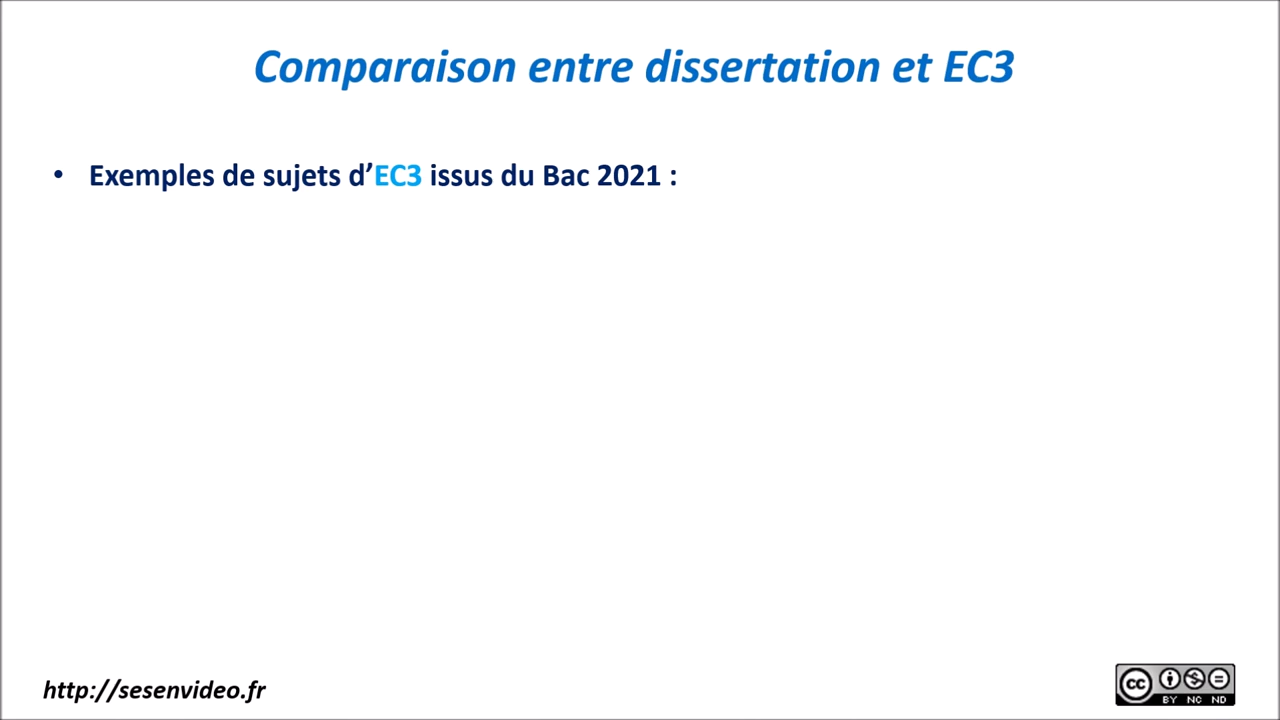 Comparaison entre dissertation et EC3
• Exemples de sujets d’EC3 issus du Bac 2021 :
http://sesenvideo.fr
cc
BY NC ND